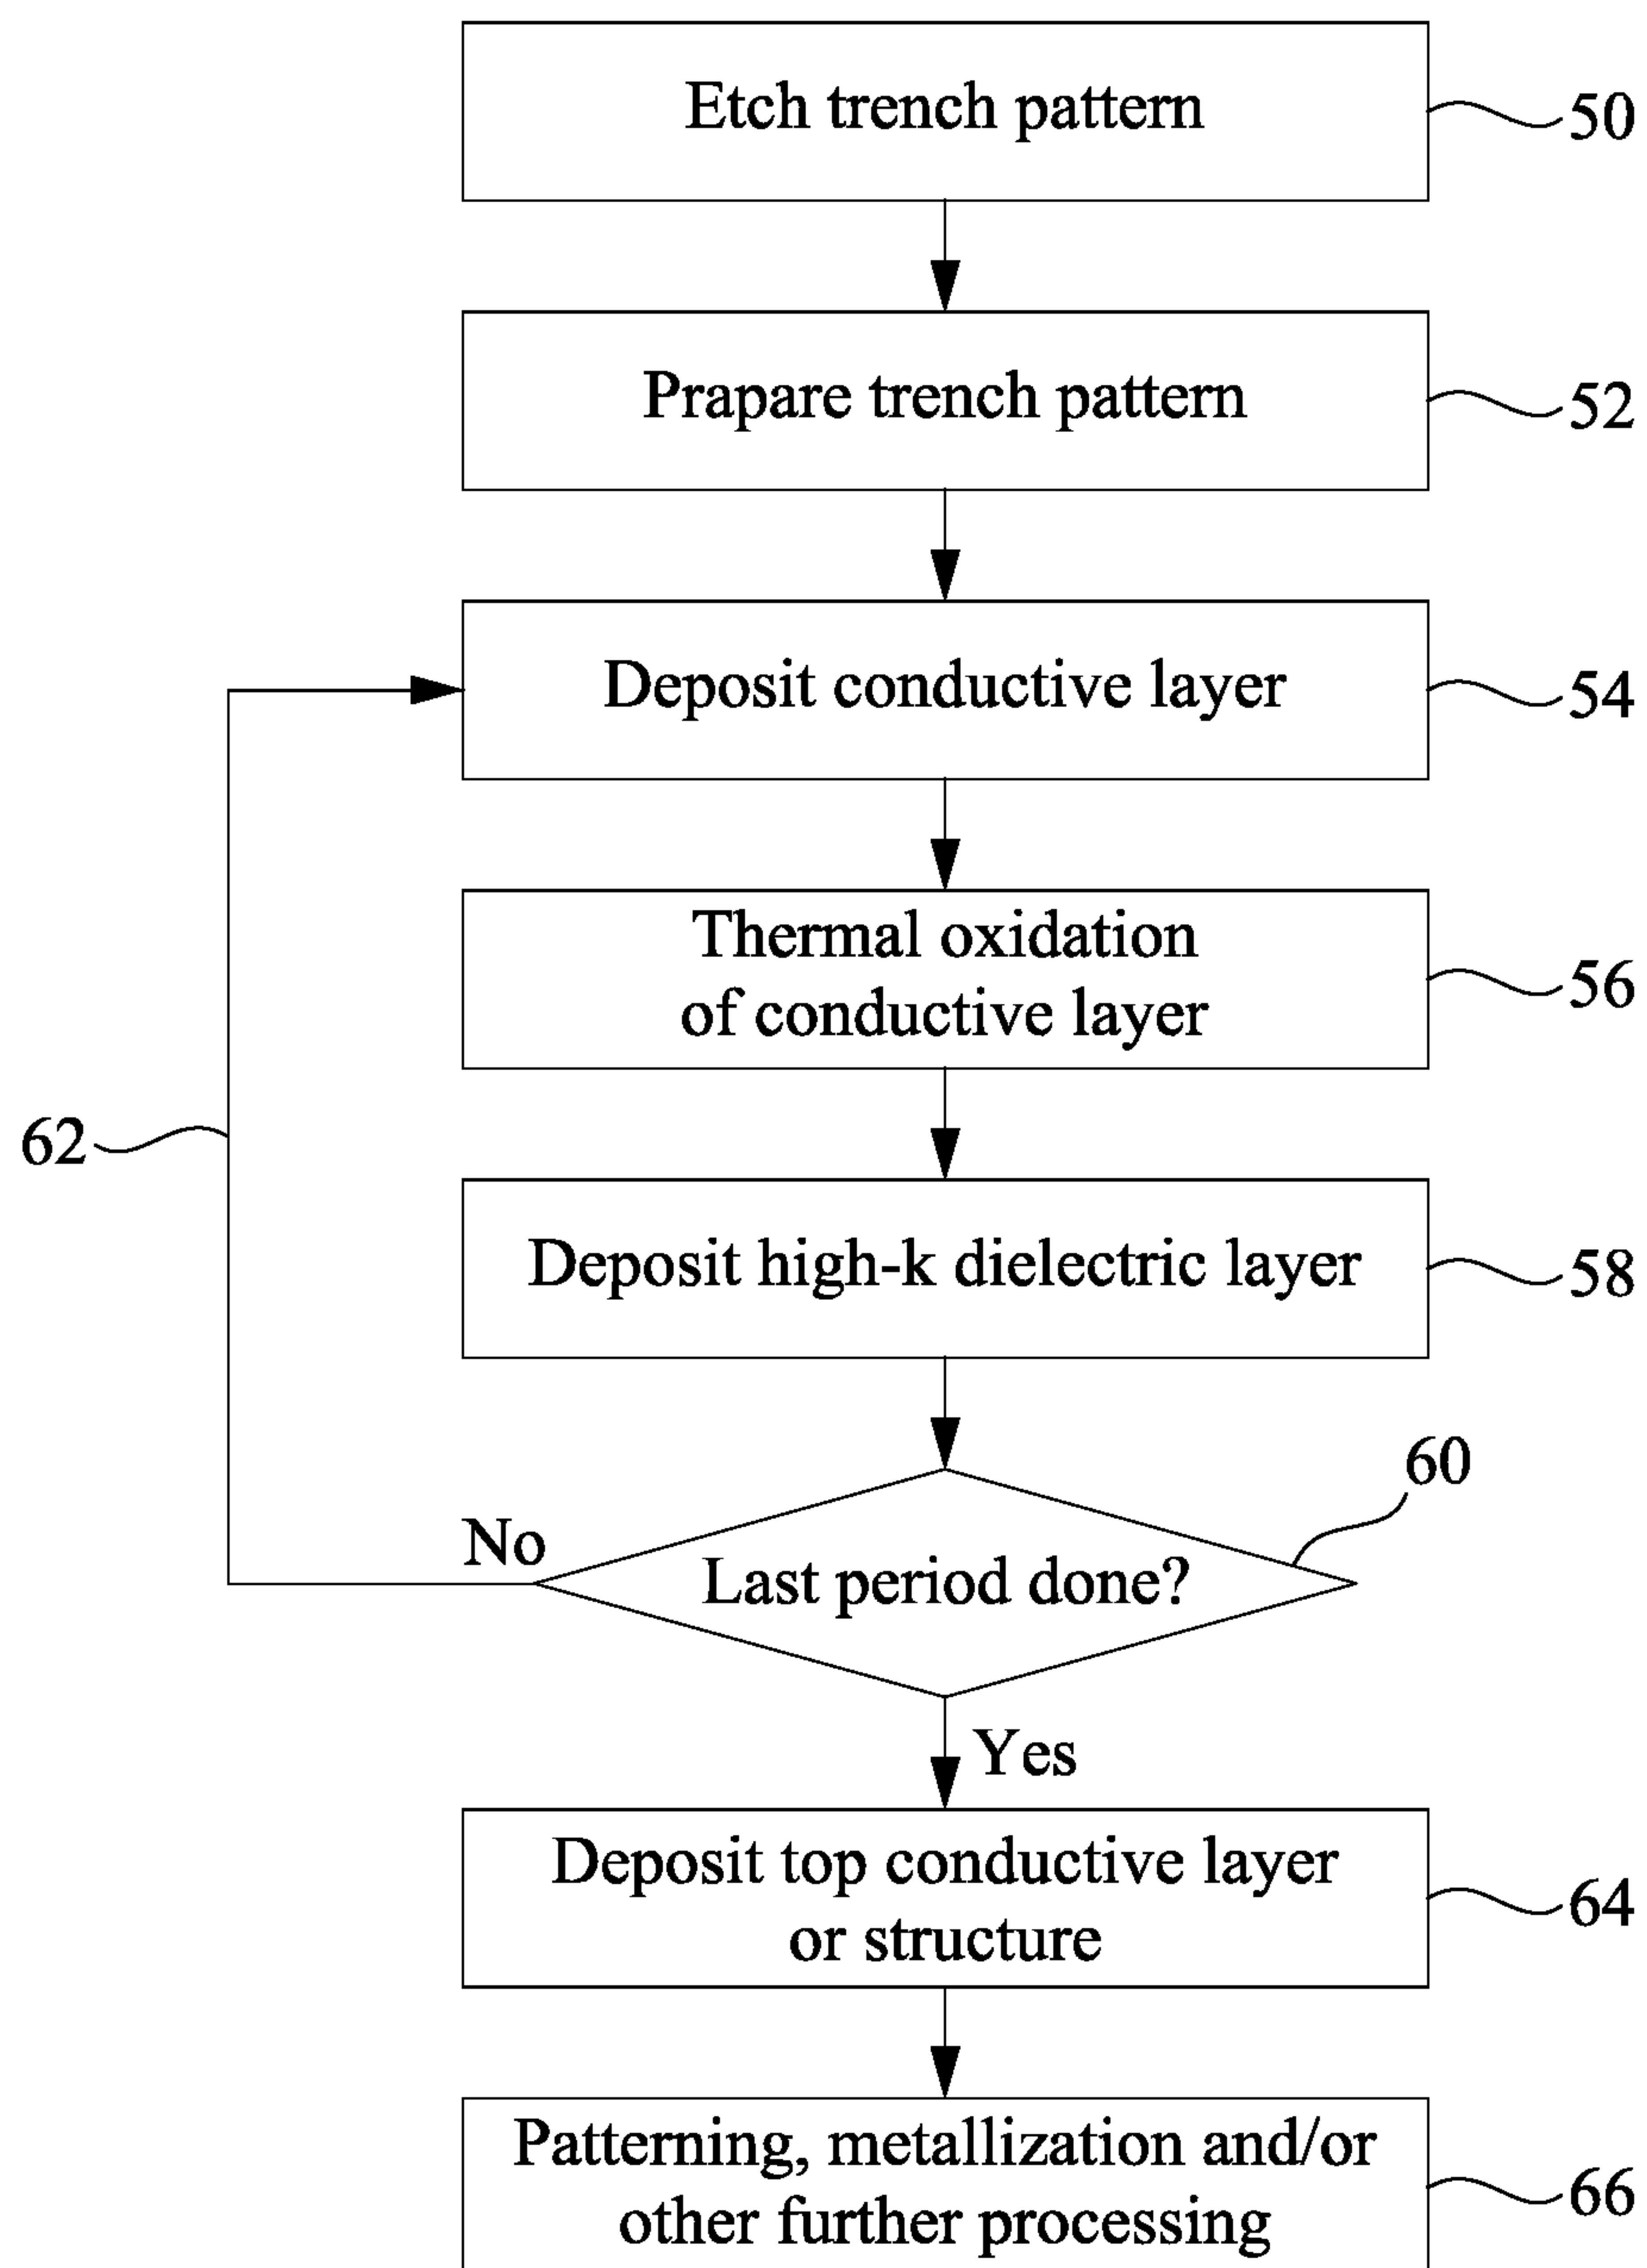 Etch trench pattern
50
Prapare trench pattern
52
Deposit conductive layer
54
Thermal oxidation
of conductive layer
56
62
Deposit high-k dielectric layer
58
60
No
Last period done?
Yes
Deposit top conductive layer
or structure
64
Patterning, metallization and/or
other further processing
66